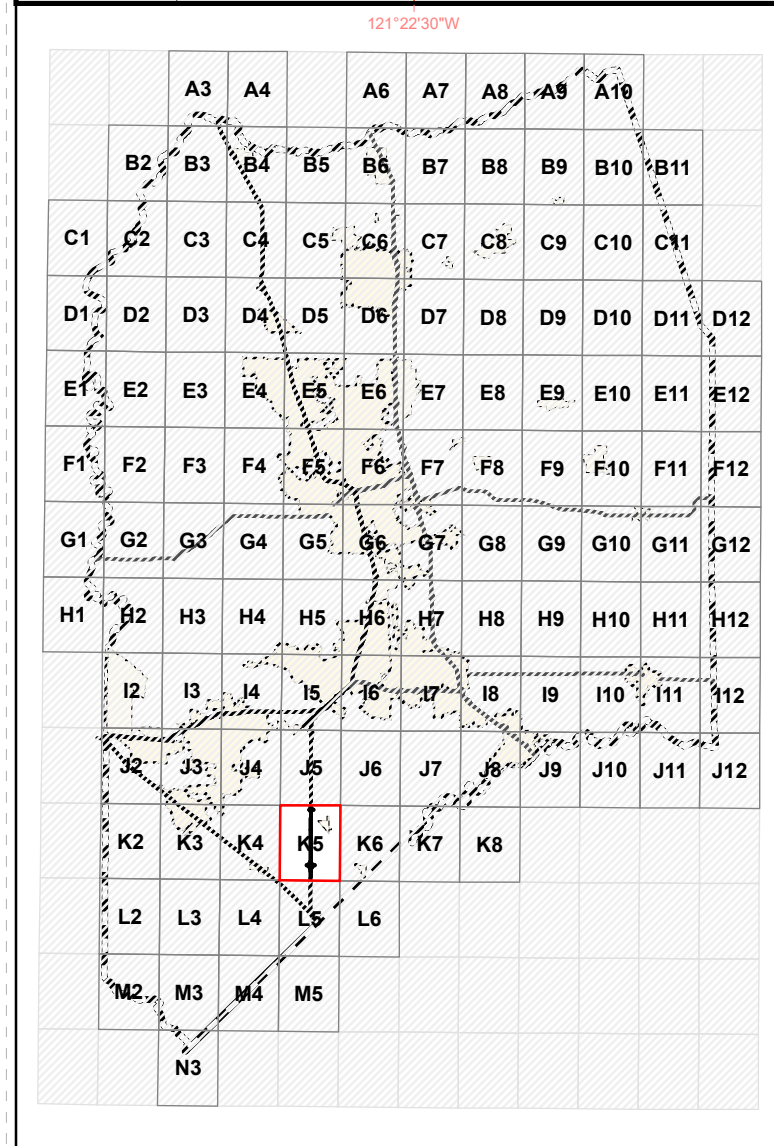 121°22'30"W
A3 A4 A6 A7 A8 A9 A10
B2 B3 B4 B5 B6 B7 B8 B9 B10 B11
C1 C2 C3 C4 C5 C6 C7 C8 C9 C10 C11
D1 D2 D3 D4 D5 D6 D7 D8 D9 D10 D11 D12
E1 E2 E3 E4 E5 E6 E7 E8 E9 E10 E11 E12
F1 F2 F3 F4 F5 F6 F7 F8 F9 F10 F11 F12
G1 G2 G3 G4 G5 G6 G7 G8 G9 G10 G11 G12
H1 H2 H3 H4 H5 H6 H7 H8 H9 H10 H11 H12
I2 I3 I4 I5 I6 I7 I8 I9 I10 I11 I12
J2 J3 J4 J5 J6 J7 J8 J9 J10 J11 J12
K2 K3 K4 K5 K6 K7 K8
L2 L3 L4 L5 L6
M2 M3 M4 M5
N3